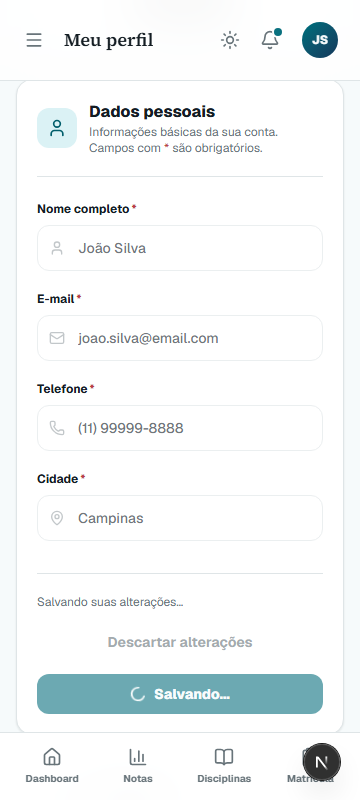 Meu perfil
JS
Dados pessoais
Informações básicas da sua conta.
Campos com * são obrigatórios.
Nome completo *
João Silva
E-mail *
joao.silva@email.com
Telefone *
(11) 99999-8888
Cidade *
Campinas
Salvando suas alterações...
Descartar alterações
Salvando...
Dashboard
Notas
Disciplinas
N